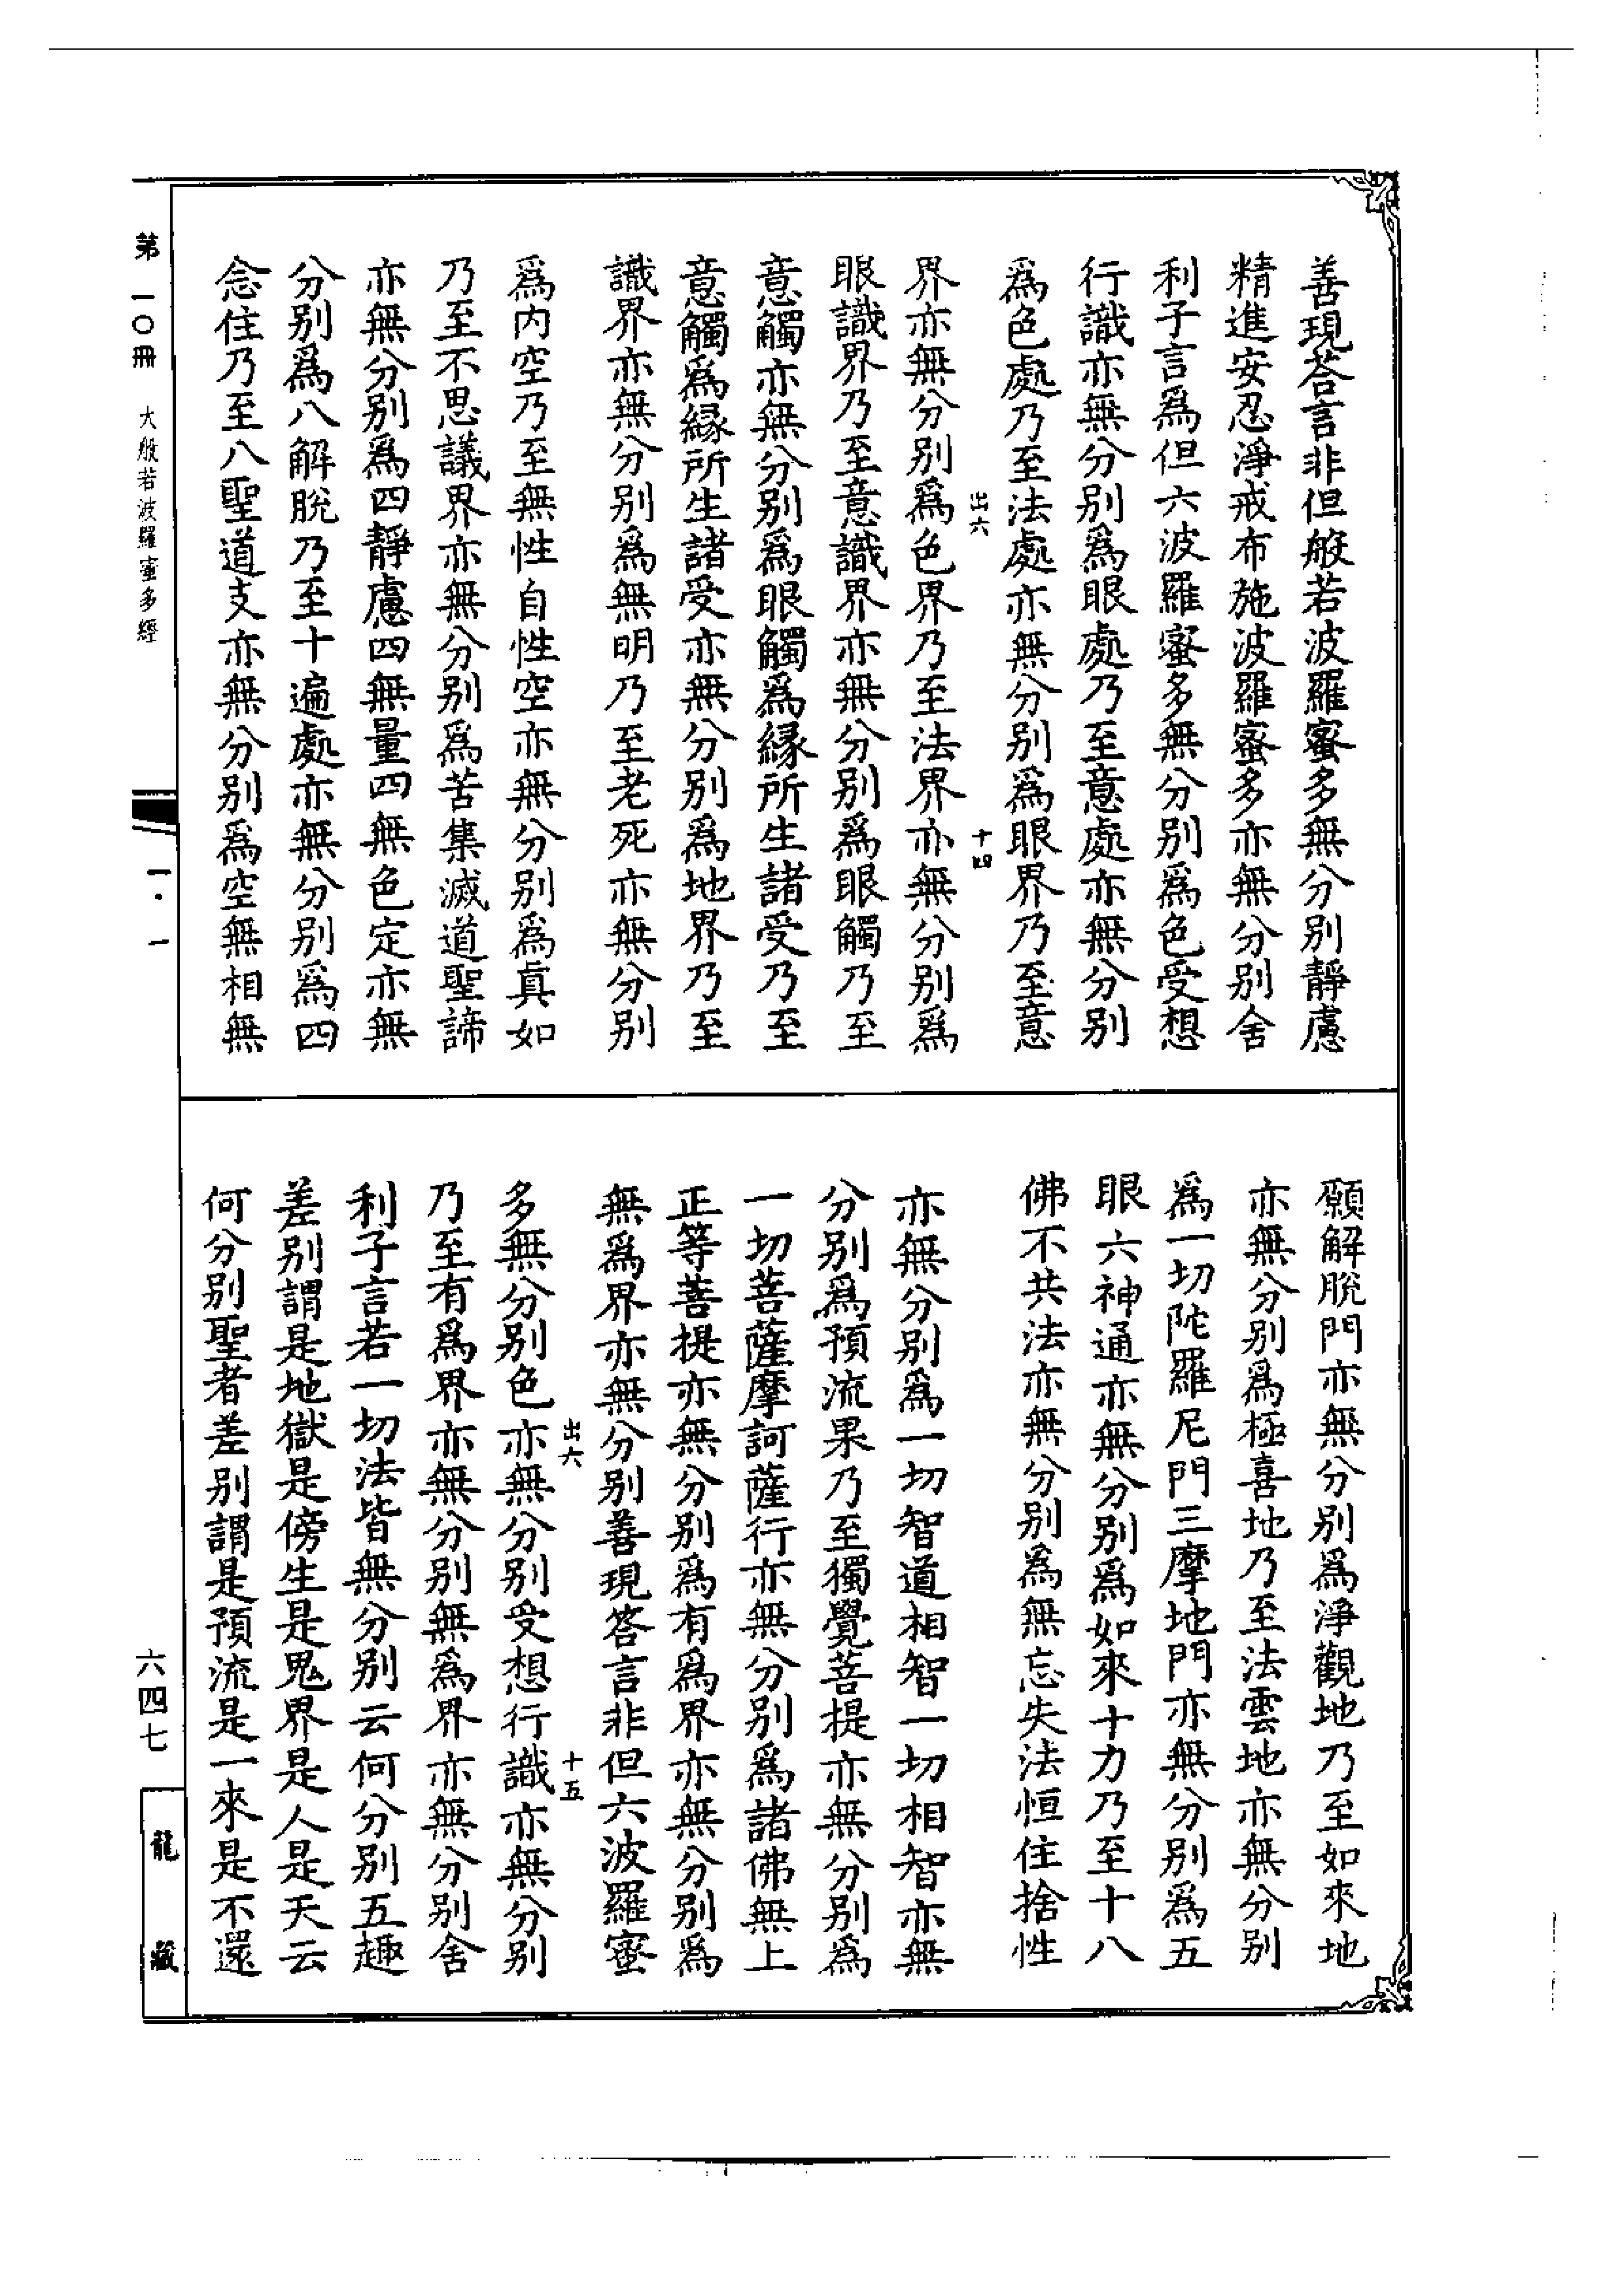 善現荅言非但般若波羅蜜多無分別靜慮
精進安忍淨戒布施波羅蜜多亦無分別舍
利子言爲但六波羅蜜多無分別爲色受想
行識亦無分別爲眼處乃至意處亦無分別
爲色處乃至法處亦無分別爲眼界乃至意
出六 十四
界亦無分別爲色界乃至法界亦無分別爲
眼識界乃至意識界亦無分別爲眼觸乃至
意觸亦無分別爲眼觸爲緣所生諸受乃至
意觸爲緣所生諸受亦無分別爲地界乃至
識界亦無分別爲無明乃至老死亦無分別
爲內空乃至無性自性空亦無分別爲真如
乃至不思議界亦無分別爲苦集滅道聖諦
亦無分別爲四靜慮四無量四無色定亦無
分別爲八解脫乃至十遍處亦無分別爲四
念住乃至八聖道支亦無分別爲空無相無
願解脫門亦無分別爲淨觀地乃至如來地
亦無分別爲極喜地乃至法雲地亦無分別
爲一切陀羅尼門三摩地門亦無分別爲五
眼六神通亦無分別爲如來十力乃至十八
佛不共法亦無分別爲無忘失法恒住捨性
亦無分別爲一切智道相智一切相智亦無
分別爲預流果乃至獨覺菩提亦無分別爲
一切菩薩摩訶薩行亦無分別爲諸佛無上
正等菩提亦無分別爲有爲界亦無分別爲
無爲界亦無分別善現答言非但六波羅蜜
出六 十五
多無分別色亦無分別受想行識亦無分別
乃至有爲界亦無分別無爲界亦無分別舍
利子言若一切法皆無分別云何分別五趣
差別謂是地獄是傍生是鬼界是人是天云
何分別聖者差別謂是預流是一來是不還
第一〇冊 大般若波羅蜜多經
一·一
六四七
龍藏